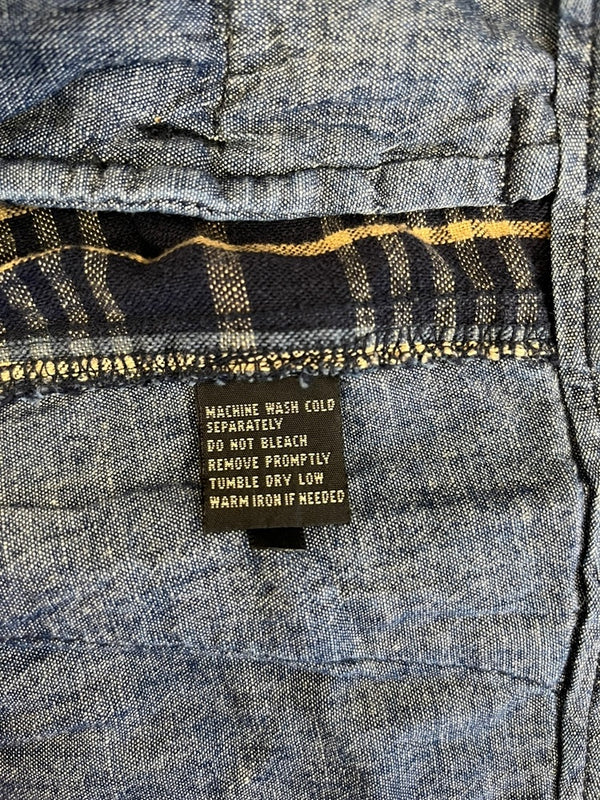 MACHINE WASH COLD
SEPARATELY
DO NOT BLEACH
REMOVE PROMPTLY
TUMBLE DRY LOW
WARM IRON IF NEEDED